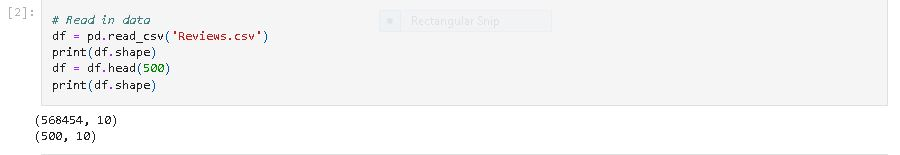 [2]:
# Read in data
df = pd.read_csv('Reviews.csv')
print(df.shape)
df = df.head(500)
print(df.shape)
Rectangular Snip
(568454, 10)
(500, 10)